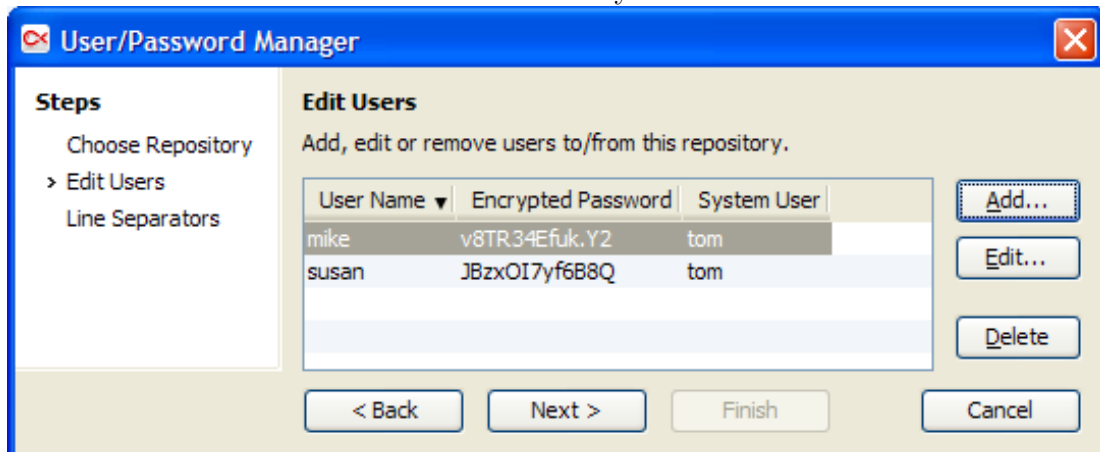 User/Password Manager
Steps
Choose Repository
> Edit Users
Line Separators
Edit Users
Add, edit or remove users to/from this repository.
User Name ▼ Encrypted Password System User
mike v8TR34Efuk.Y2 tom
susan JBzxOI7yf6B8Q tom
Add...
Edit...
Delete
< Back Next > Finish Cancel